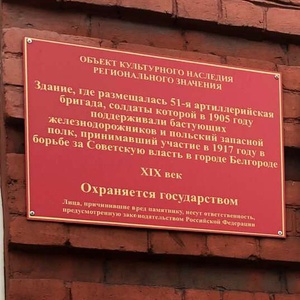 ОБЪЕКТ КУЛЬТУРНОГО НАСЛЕДИЯ
РЕГИОНАЛЬНОГО ЗНАЧЕНИЯ
Здание, где размещалась 51-я артиллерийская
бригада, солдаты которой в 1905 году
поддерживали бастующих
железнодорожников и польский запасной
полк, принимавший участие в 1917 году в
борьбе за Советскую власть в городе Белгороде
XIX век
Охраняется государством
Лица, причинившие вред памятнику, несут ответственность,
предусмотренную законодательством Российской Федерации